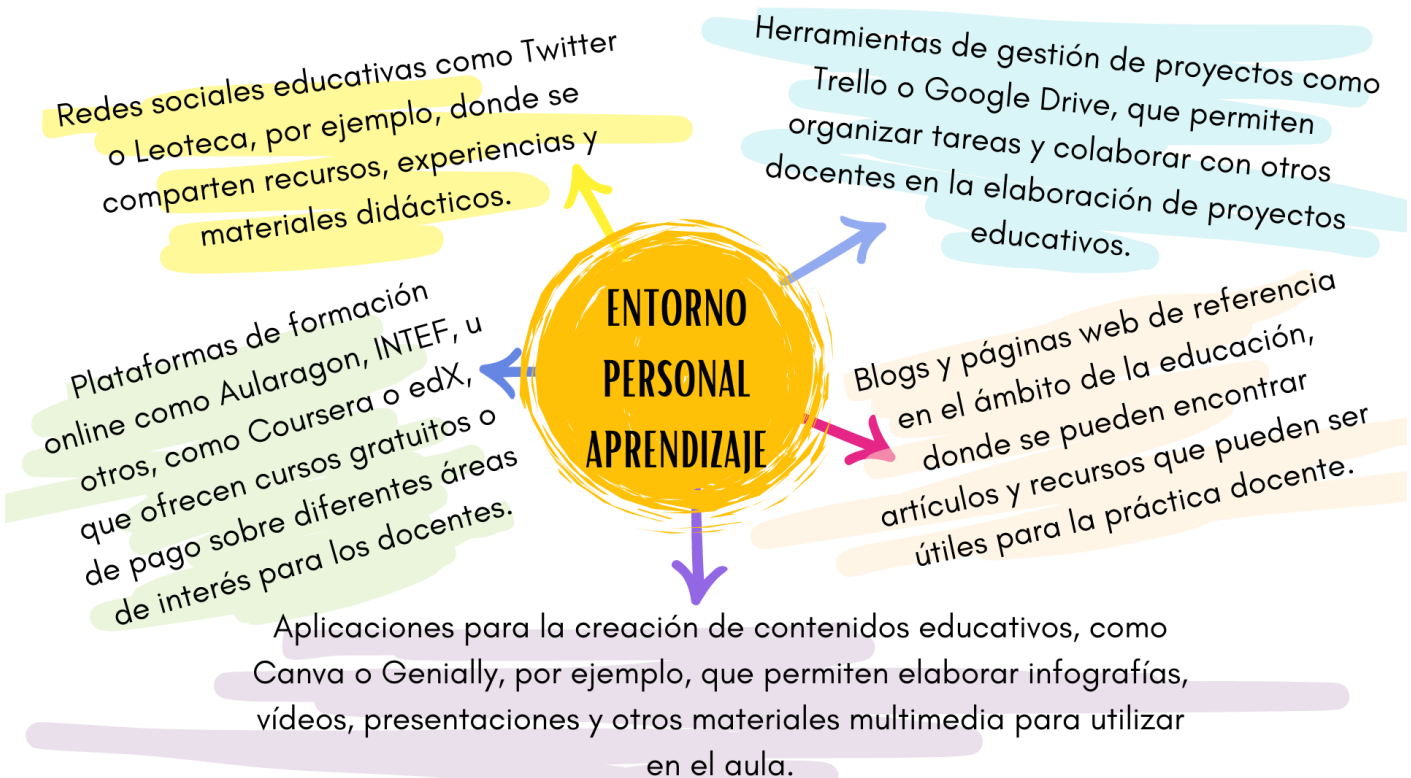 Redes sociales educativas como Twitter
o Leoteca, por ejemplo, donde se
comparten recursos, experiencias y
materiales didácticos.
Herramientas de gestión de proyectos como
Trello o Google Drive, que permiten
organizar tareas y colaborar con otros
docentes en la elaboración de proyectos
educativos.
ENTORNO
PERSONAL
APRENDIZAJE
Plataformas de formación
online como Aularagon, INTEF, u
otros, como Coursera o edX,
que ofrecen cursos gratuitos o
de pago sobre diferentes áreas
de interés para los docentes.
Blogs y páginas web de referencia
en el ámbito de la educación,
donde se pueden encontrar
artículos y recursos que pueden ser
útiles para la práctica docente.
Aplicaciones para la creación de contenidos educativos, como
Canva o Genially, por ejemplo, que permiten elaborar infografías,
vídeos, presentaciones y otros materiales multimedia para utilizar
en el aula.